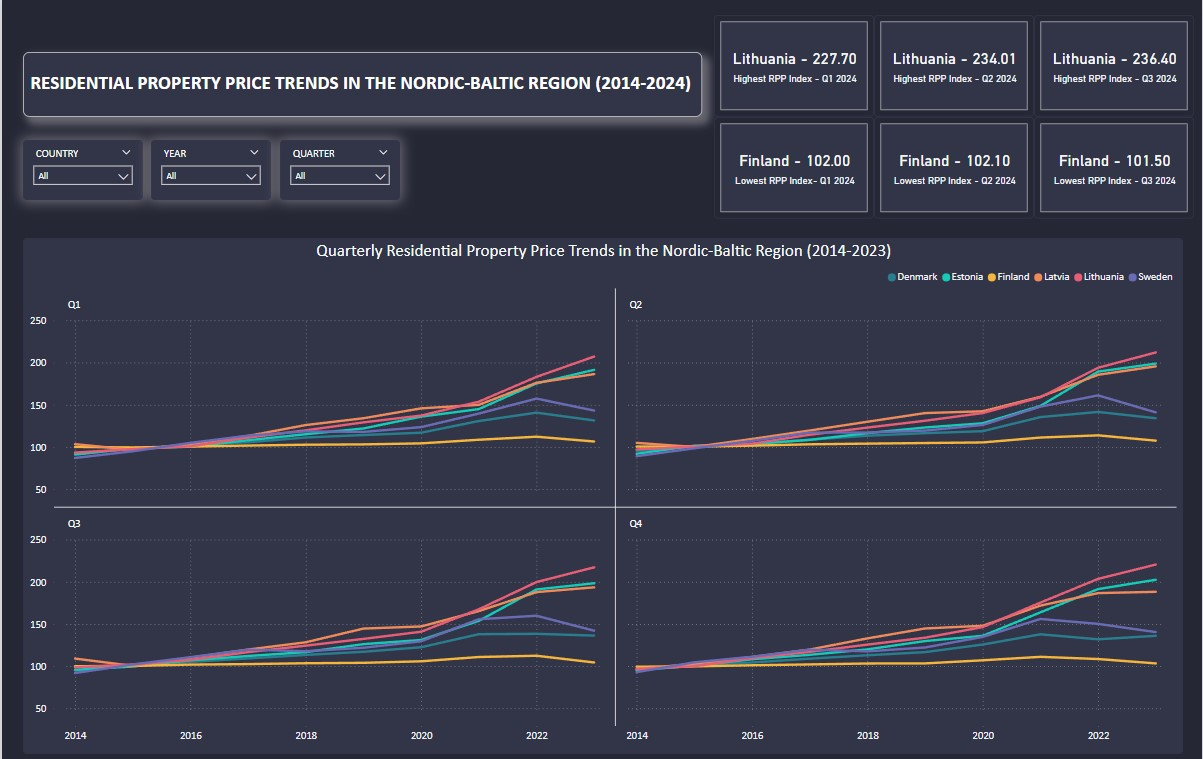 RESIDENTIAL PROPERTY PRICE TRENDS IN THE NORDIC-BALTIC REGION (2014-2024)
Lithuania - 227.70
Highest RPP Index - Q1 2024
Lithuania - 234.01
Highest RPP Index - Q2 2024
Lithuania - 236.40
Highest RPP Index - Q3 2024
Finland - 102.00
Lowest RPP Index- Q1 2024
Finland - 102.10
Lowest RPP Index - Q2 2024
Finland - 101.50
Lowest RPP Index - Q3 2024
COUNTRY
All
YEAR
All
QUARTER
All
Quarterly Residential Property Price Trends in the Nordic-Baltic Region (2014-2023)
Denmark Estonia Finland Latvia Lithuania Sweden
Q1
Q2
250
200
150
100
50
Q3
Q4
250
200
150
100
50
2014 2016 2018 2020 2022
2014 2016 2018 2020 2022